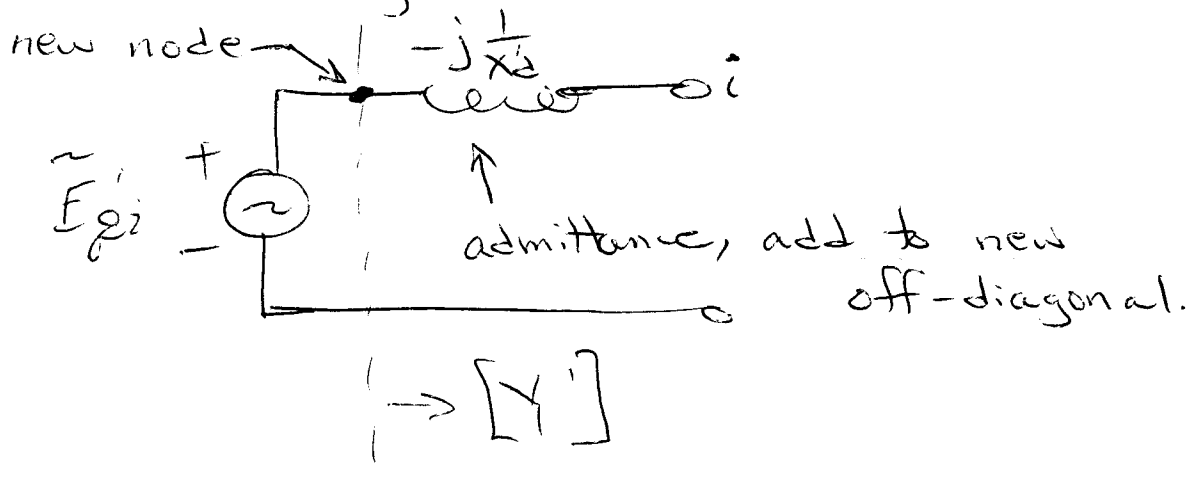 new node
-j 1/x'd
i
Ẽ'gi
+
-
~
admittance, add to new
off-diagonal.
→ [Y']